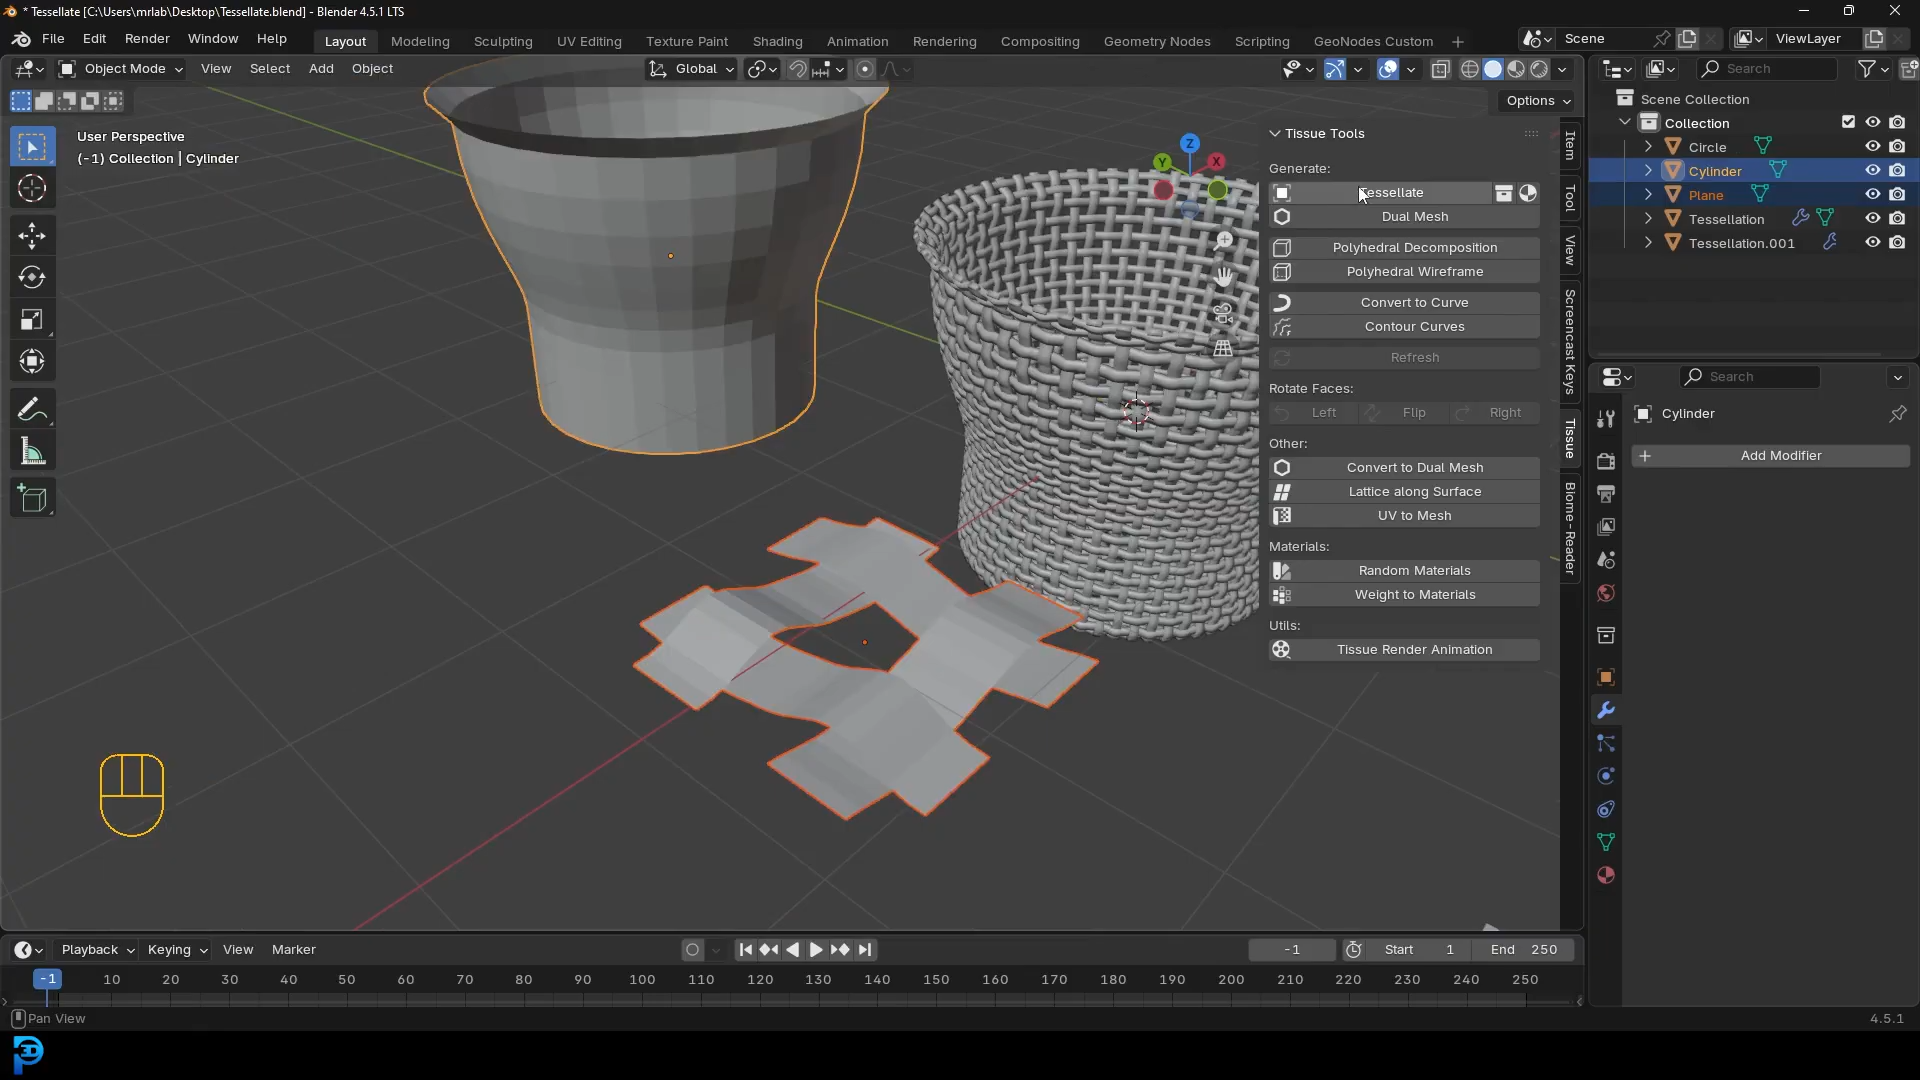 * Tessellate [C:\Users\mrlab\Desktop\Tessellate.blend] - Blender 4.5.1 LTS
File Edit Render Window Help Layout Modeling Sculpting UV Editing Texture Paint Shading Animation Rendering Compositing Geometry Nodes Scripting GeoNodes Custom + Scene ViewLayer
Object Mode View Select Add Object Global Search
Options
Scene Collection
Collection
Circle
Cylinder
Plane
Tessellation
Tessellation.001
User Perspective
(-1) Collection | Cylinder
Z
Y
X
Tissue Tools
Generate:
Tessellate
Dual Mesh
Polyhedral Decomposition
Polyhedral Wireframe
Convert to Curve
Contour Curves
Refresh
Rotate Faces:
Left Flip Right
Other:
Convert to Dual Mesh
Lattice along Surface
UV to Mesh
Materials:
Random Materials
Weight to Materials
Utils:
Tissue Render Animation
Item
Tool
View
Screencast Keys
Tissue
Biome-Reader
Search
Cylinder
+ Add Modifier
Playback Keying View Marker -1 Start 1 End 250
-1 10 20 30 40 50 60 70 80 90 100 110 120 130 140 150 160 170 180 190 200 210 220 230 240 250
Pan View 4.5.1